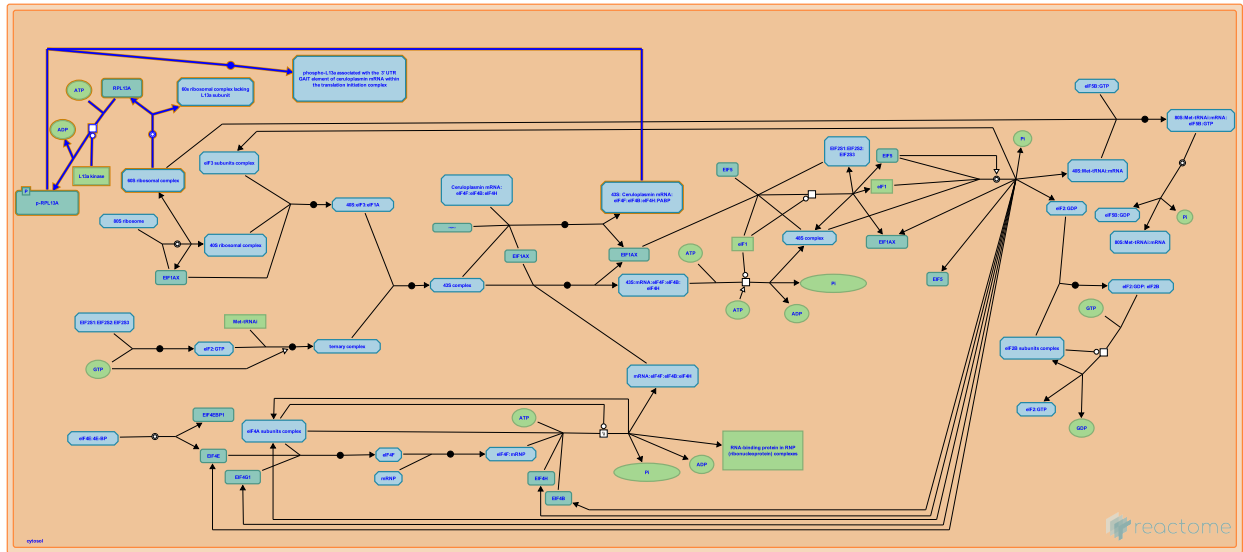 phospho-L13a associated wth the 3' UTR
GAIT element of ceruloplasmin mRNA within
the translation initiation complex
60s ribosomal complex lacking
L13a subunit
RPL13A
ATP
ADP
L13a kinase
P
p-RPL13A
80S ribosomal complex
eIF3 subunits complex
80S ribosome
40S ribosomal complex
EIF1AX
40S:eIF3:eIF1A
Ceruloplasmin mRNA:
eIF4F:eIF4B:eIF4H
43S: Ceruloplasmin mRNA:
eIF4F:eIF4B:eIF4H:PABP
EIF1AX
EIF1AX
43S complex
43S:mRNA:eIF4F:eIF4B:
eIF4H
EIF2S1:EIF2S2:EIF2S3
GTP
eIF2:GTP
Met-tRNAi
ternary complex
mRNA:eIF4F:eIF4B:eIF4H
eIF4E:4E-BP
EIF4EBP1
EIF4E
EIF4G1
eIF4A subunits complex
eIF4F
mRNP
eIF4F:mRNP
ATP
EIF4H
EIF4B
Pi
ADP
RNA-binding protein in RNP
(ribonucleoprotein) complexes
EIF5
EIF2S1:EIF2S2:
EIF2S3
EIF5
eIF1
eIF1
48S complex
EIF1AX
ATP
ATP
ADP
Pi
EIF5
Pi
eIF5B:GTP
80S:Met-tRNAi:mRNA:
eIF5B:GTP
48S:Met-tRNAi:mRNA
eIF2:GDP
eIF5B:GDP
Pi
80S:Met-tRNAi:mRNA
eIF2:GDP: eIF2B
GTP
eIF2B subunits complex
eIF2:GTP
GDP
cytosol
reactome